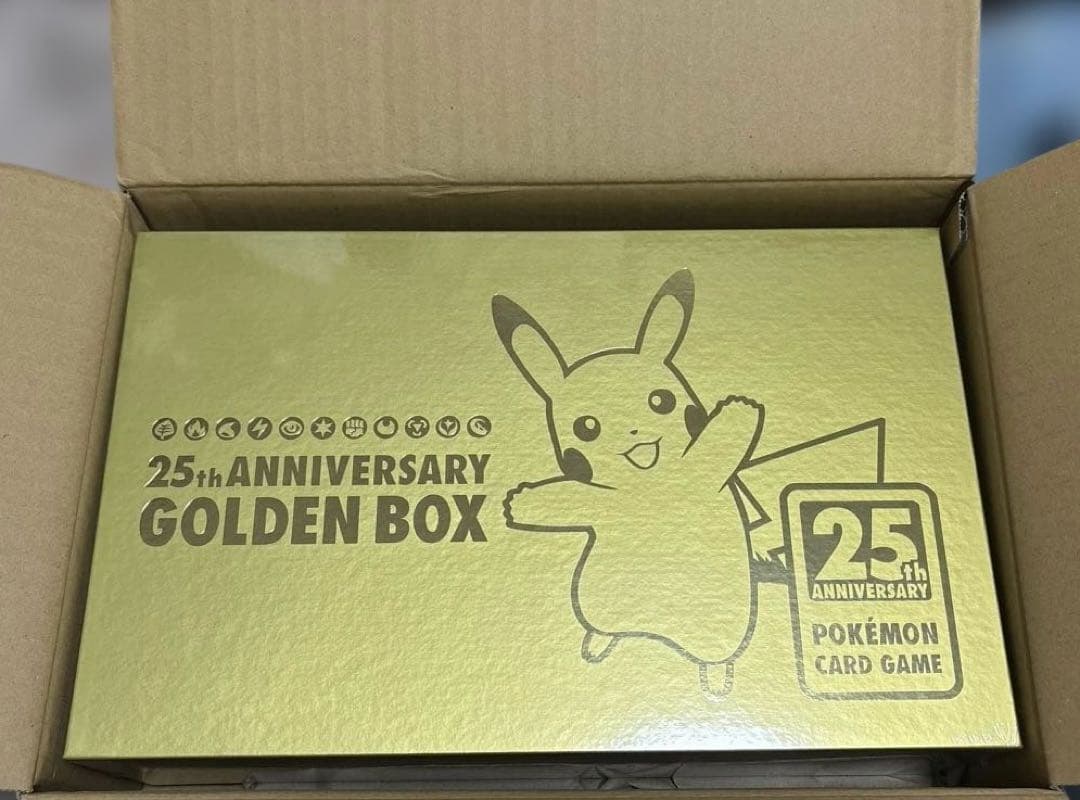 25th ANNIVERSARY
GOLDEN BOX
25th
ANNIVERSARY
POKÉMON
CARD GAME